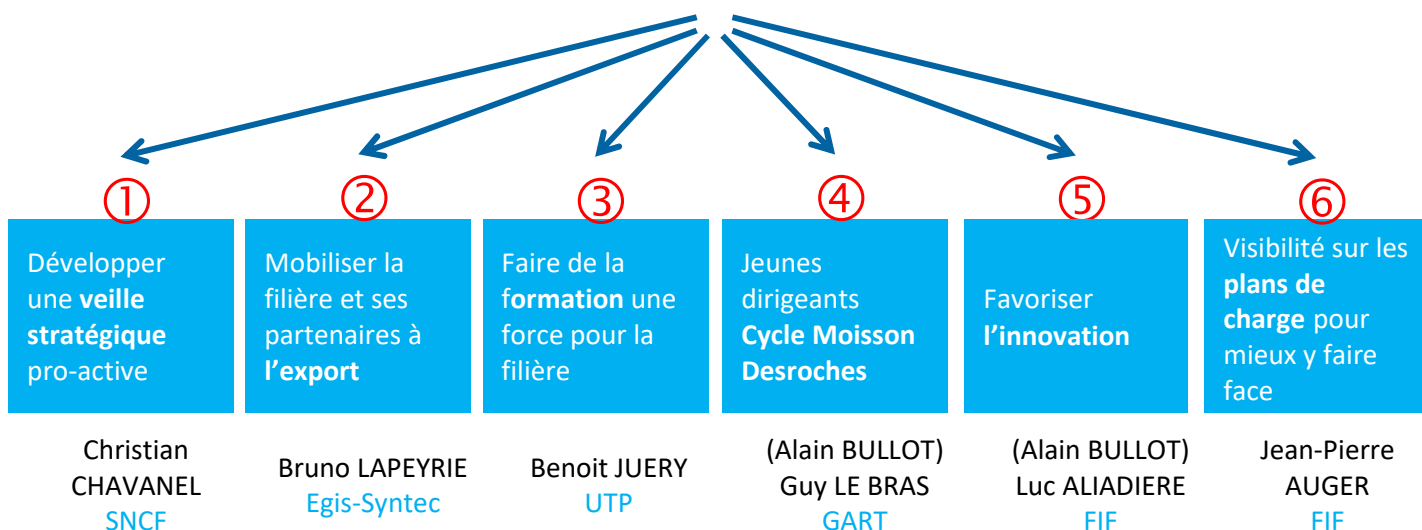 ①
Développer
une veille
stratégique
pro-active
Christian
CHAVANEL
SNCF
②
Mobiliser la
filière et ses
partenaires à
l’export
Bruno LAPEYRIE
Egis-Syntec
③
Faire de la
formation une
force pour la
filière
Benoit JUERY
UTP
④
Jeunes
dirigeants
Cycle Moisson
Desroches
(Alain BULLOT)
Guy LE BRAS
GART
⑤
Favoriser
l’innovation
(Alain BULLOT)
Luc ALIADIERE
FIF
⑥
Visibilité sur les
plans de
charge pour
mieux y faire
face
Jean-Pierre
AUGER
FIF